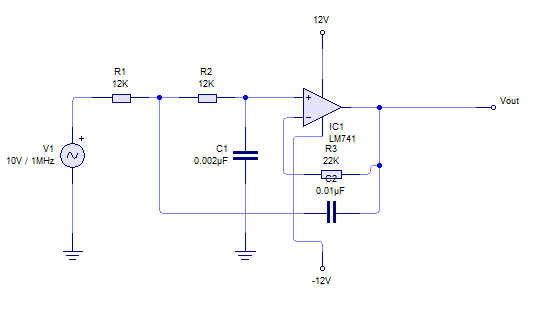 12V
R1
12K
R2
12K
+
Vout
−
IC1
LM741
V1
+
10V / 1MHz
C1
0.002µF
R3
22K
C2
0.01µF
-12V